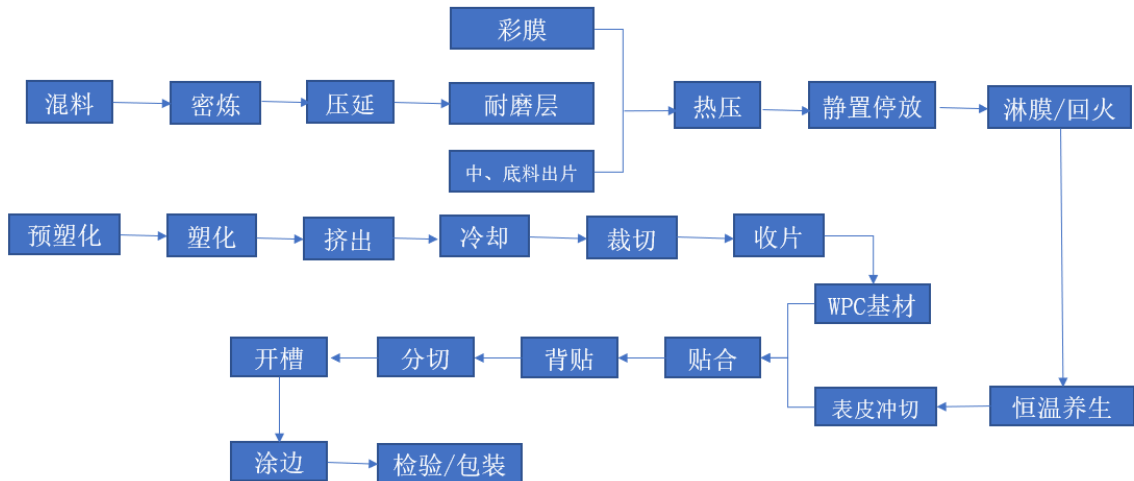 彩膜
混料
密炼
压延
耐磨层
热压
静置停放
淋膜/回火
中、底料出片
预塑化
塑化
挤出
冷却
裁切
收片
WPC基材
开槽
分切
背贴
贴合
表皮冲切
恒温养生
涂边
检验/包装